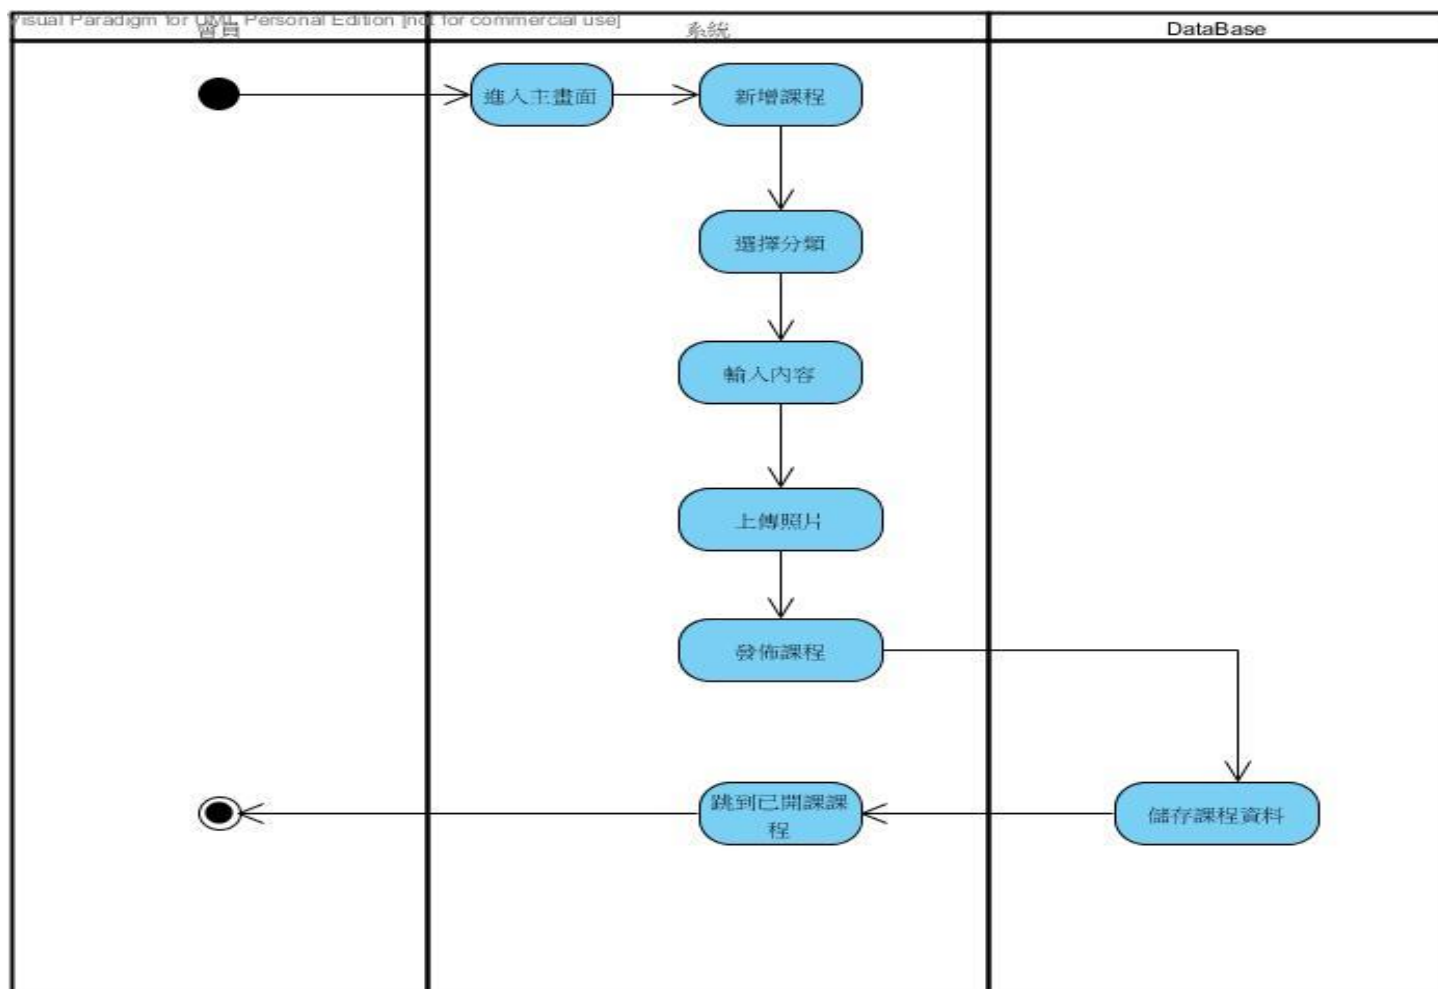 Visual Paradigm for UML Personal Edition [not for commercial use]
會員
系統
DataBase
進入主畫面
新增課程
選擇分類
輸入內容
上傳照片
發佈課程
跳到已開課課
程
儲存課程資料